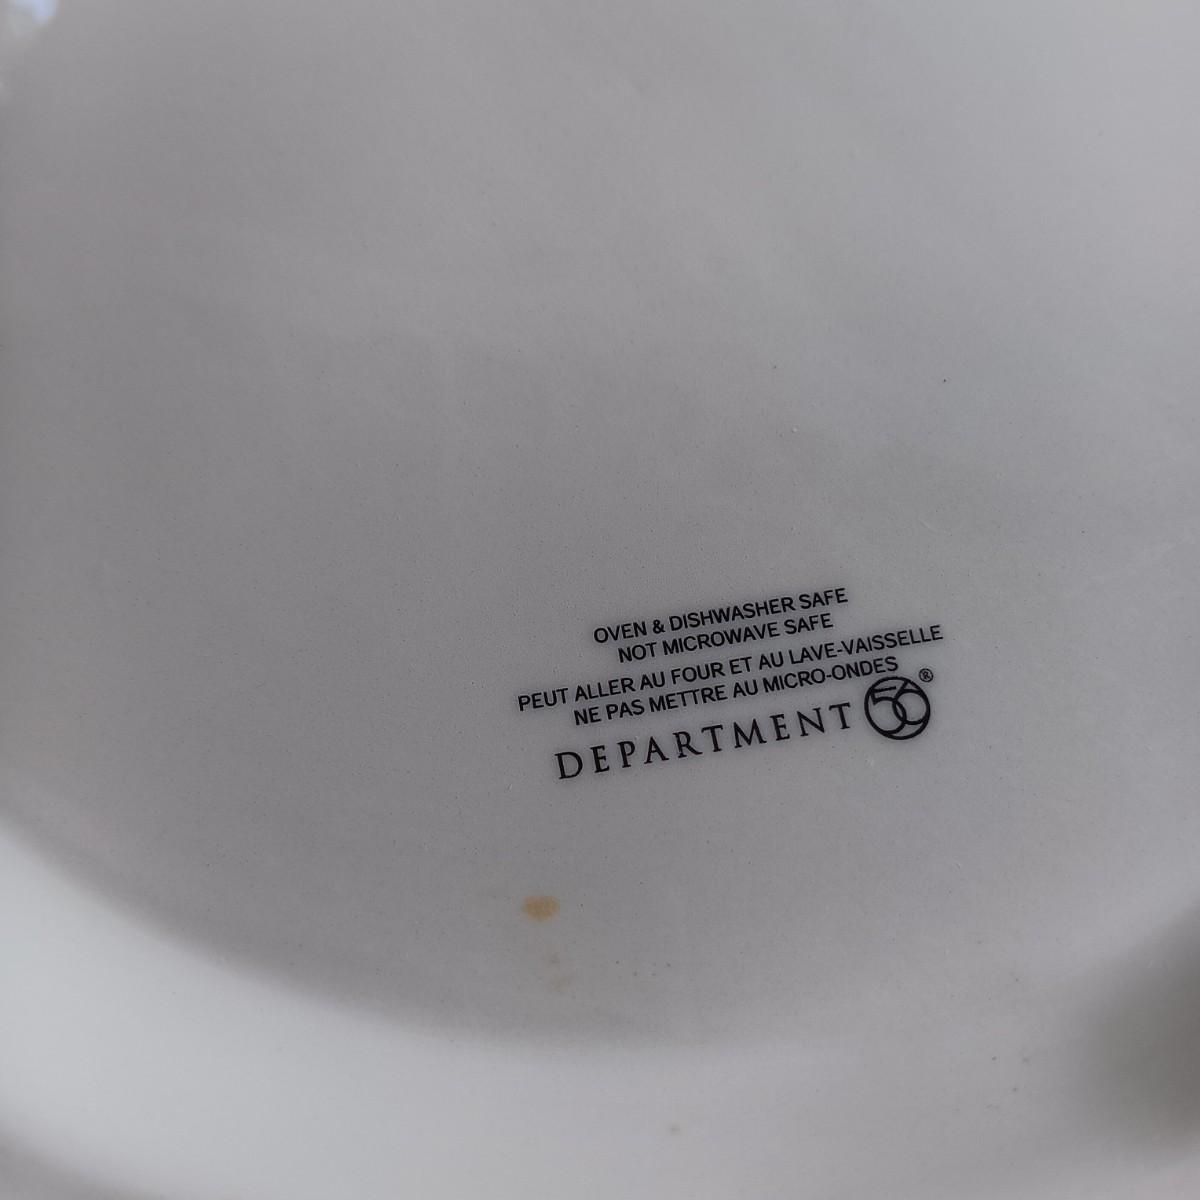 OVEN & DISHWASHER SAFE
NOT MICROWAVE SAFE
PEUT ALLER AU FOUR ET AU LAVE-VAISSELLE
NE PAS METTRE AU MICRO-ONDES
DEPARTMENT 56®